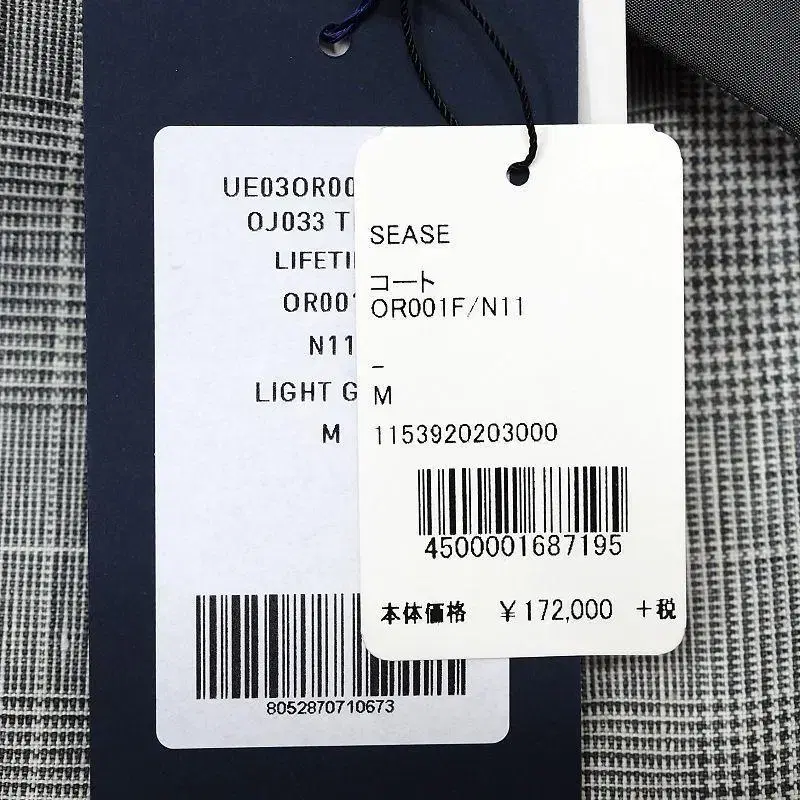 UE03OR00
OJ033 T
LIFETI
OR001
N11
LIGHT G
M
8052870710673
SEASE
コート
OR001F/N11
-
M
1153920203000
4500001687195
本体価格 ¥172,000 +税